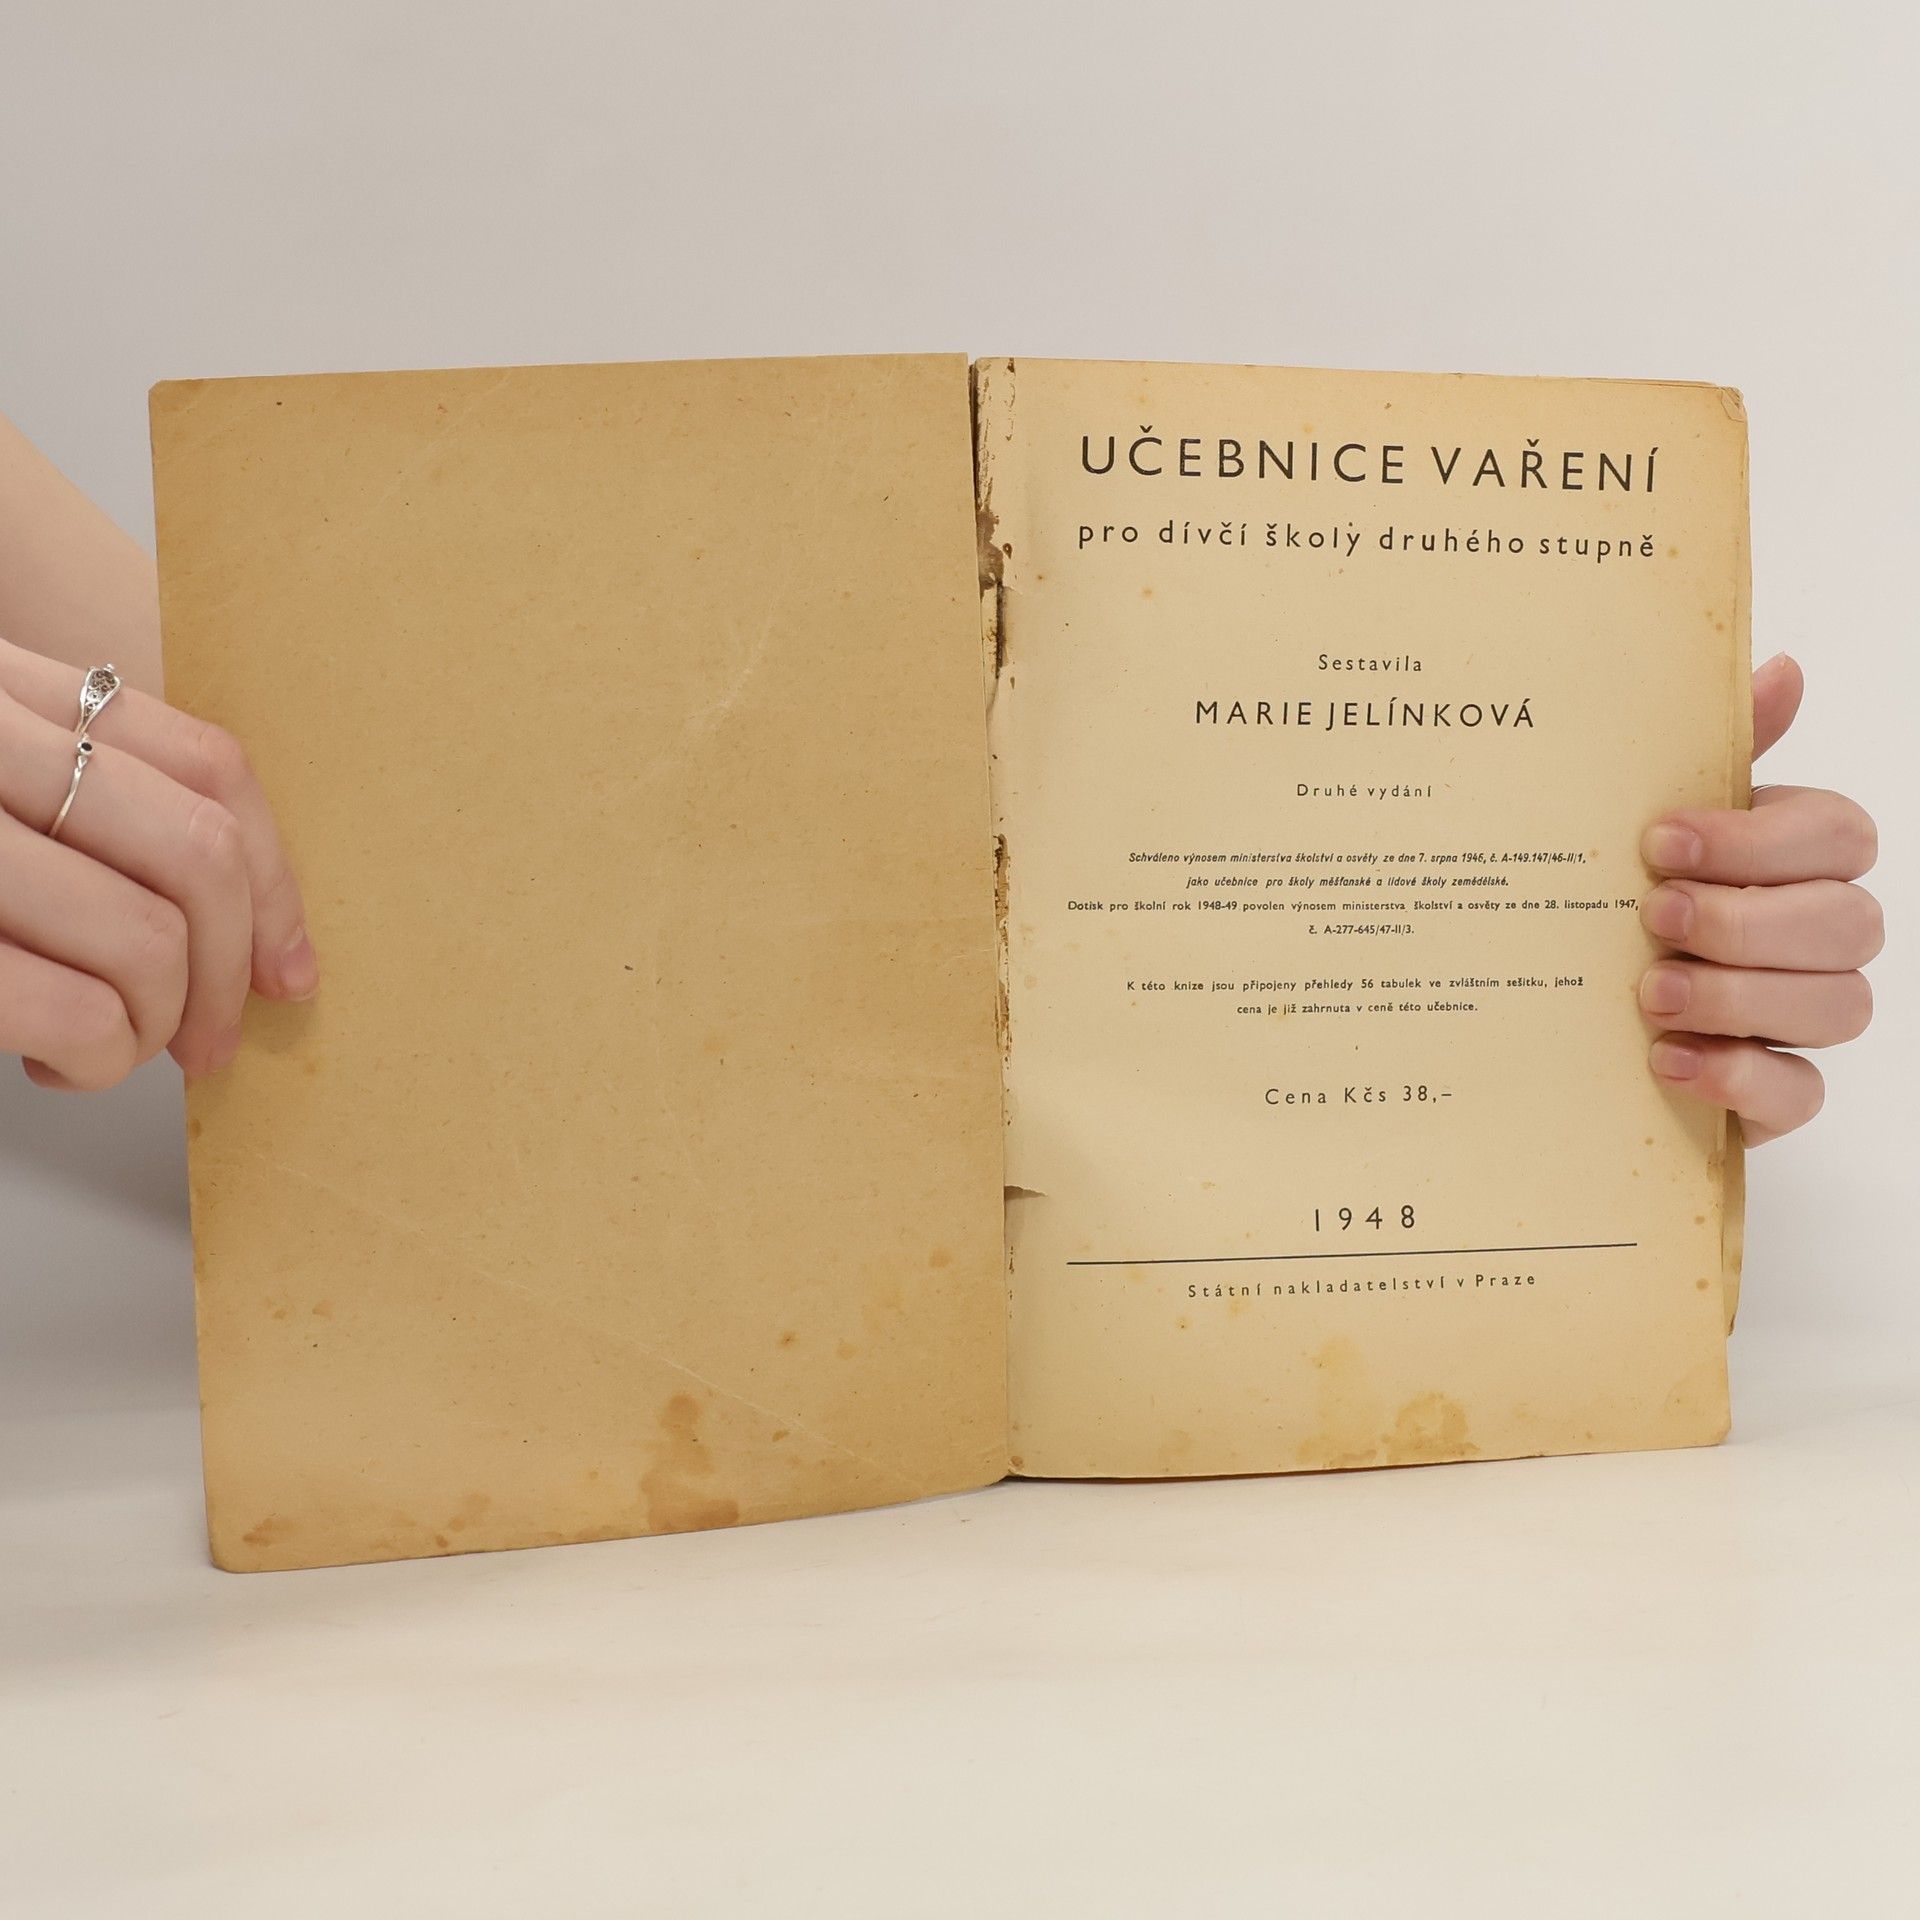 UČEBNICE VAŘENÍ
pro dívčí školy druhého stupně
Sestavila
MARIE JELÍNKOVÁ
Druhé vydání
Schváleno výnosem ministerstva školství a osvěty ze dne 7. srpna 1946, č. A-149.147/46-II/1,
jako učebnice pro školy měšťanské a lidové školy zemědělské.
Dotisk pro školní rok 1948-49 povolen výnosem ministerstva školství a osvěty ze dne 28. listopadu 1947,
č. A-277-645/47-II/3.
K této knize jsou připojeny přehledy 56 tabulek ve zvláštním sešitku, jehož
cena je již zahrnuta v ceně této učebnice.
Cena Kčs 38,–
1948
Státní nakladatelství v Praze